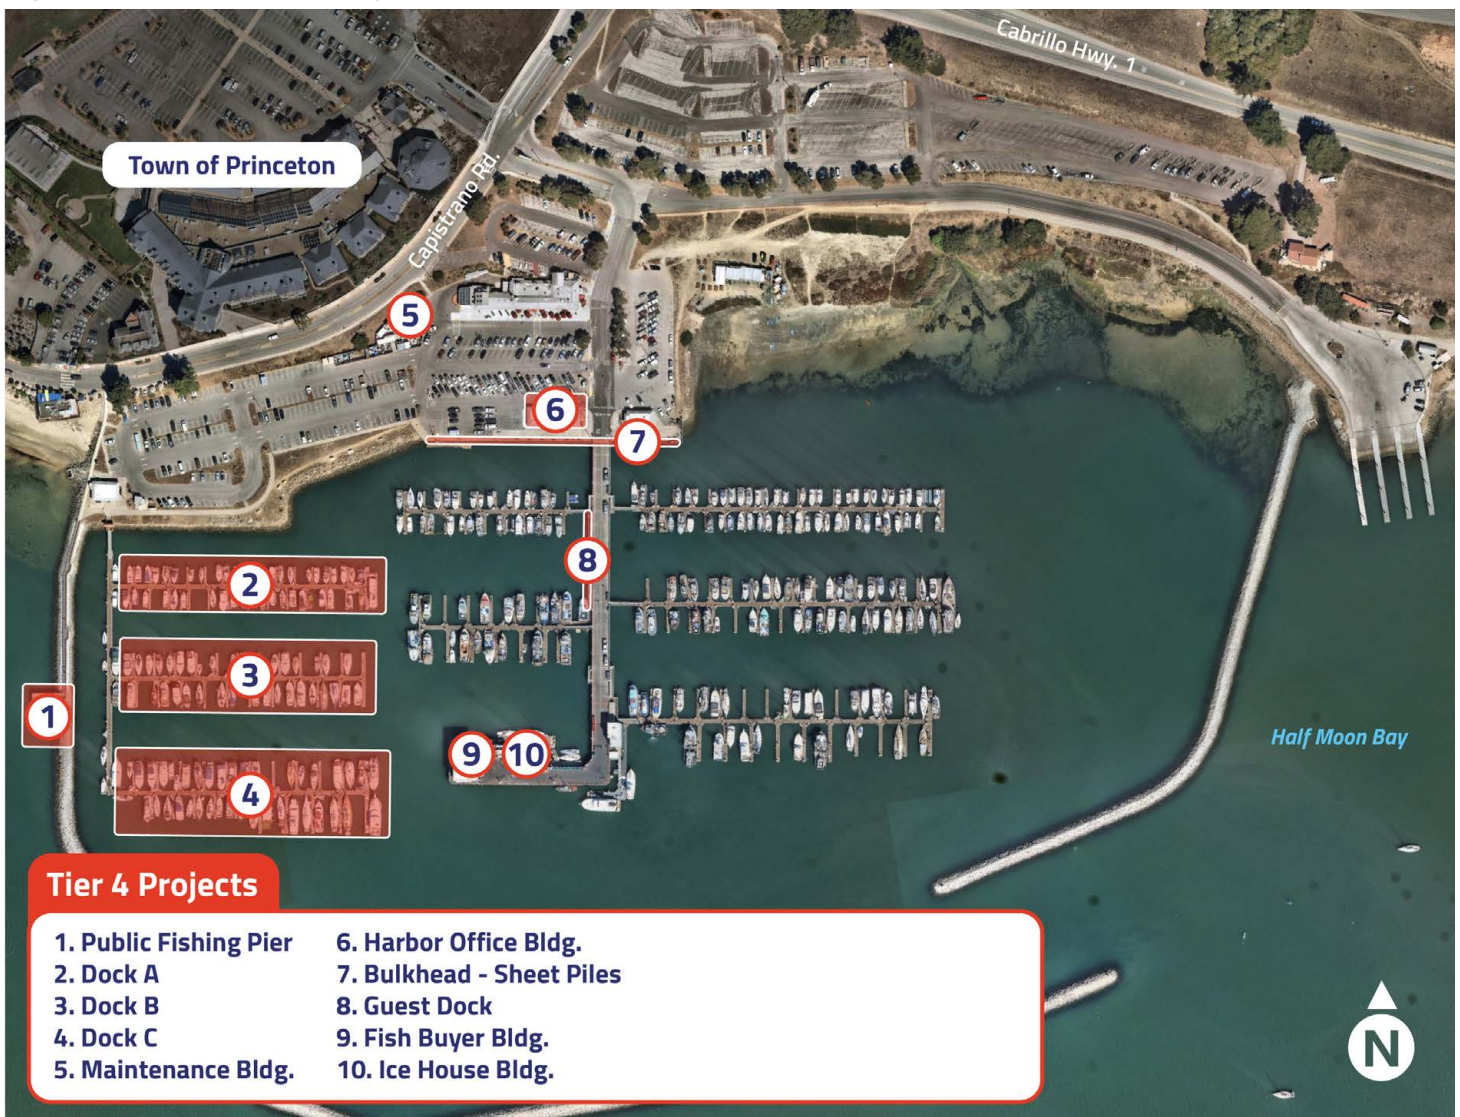 Cabrillo Hwy. 1
Town of Princeton
Capistrano Rd.
5
6
7
8
2
3
1
9
10
4
Half Moon Bay
Tier 4 Projects
1. Public Fishing Pier
2. Dock A
3. Dock B
4. Dock C
5. Maintenance Bldg.
6. Harbor Office Bldg.
7. Bulkhead - Sheet Piles
8. Guest Dock
9. Fish Buyer Bldg.
10. Ice House Bldg.
N